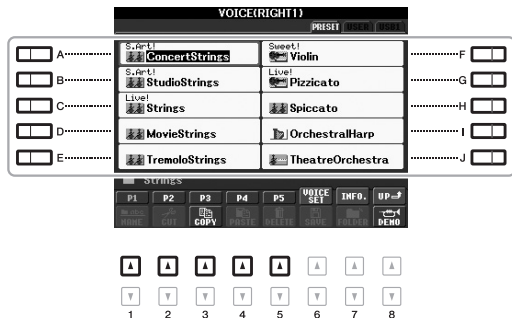 VOICE(RIGHT1)
PRESET USER USB1
A
S.Art!
ConcertStrings
Sweet!
Violin
F
B
S.Art!
StudioStrings
Live!
Pizzicato
G
C
Live!
Strings
Spiccato
H
D
MovieStrings
OrchestralHarp
I
E
TremoloStrings
TheatreOrchestra
J
Strings
P1 P2 P3 P4 P5 VOICE SET INFO. UP
NAME CUT COPY PASTE DELETE SAVE FOLDER DEMO
1 2 3 4 5 6 7 8